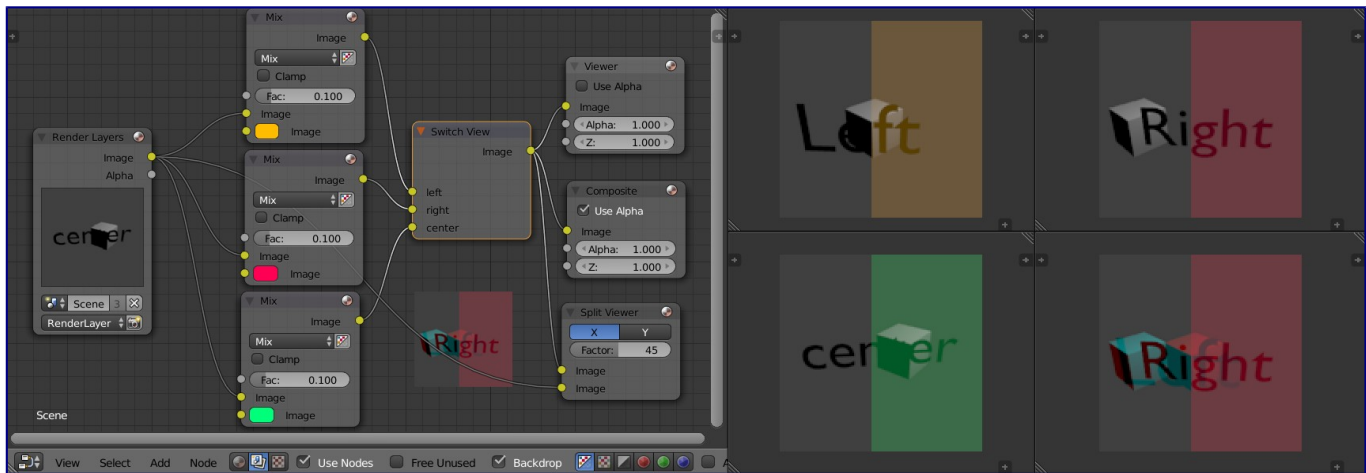 Mix
Image
Mix
Clamp
Fac: 0.100
Image
Image
Render Layers
Image
Alpha
center
Scene 3
RenderLayer
Mix
Image
Mix
Clamp
Fac: 0.100
Image
Image
Mix
Image
Mix
Clamp
Fac: 0.100
Image
Image
Switch View
Image
left
right
center
Viewer
Use Alpha
Image
Alpha: 1.000
Z: 1.000
Composite
Use Alpha
Image
Alpha: 1.000
Z: 1.000
Split Viewer
X Y
Factor: 45
Image
Image
Right
Scene
View Select Add Node Use Nodes Free Unused Backdrop
Left
Right
center
Right